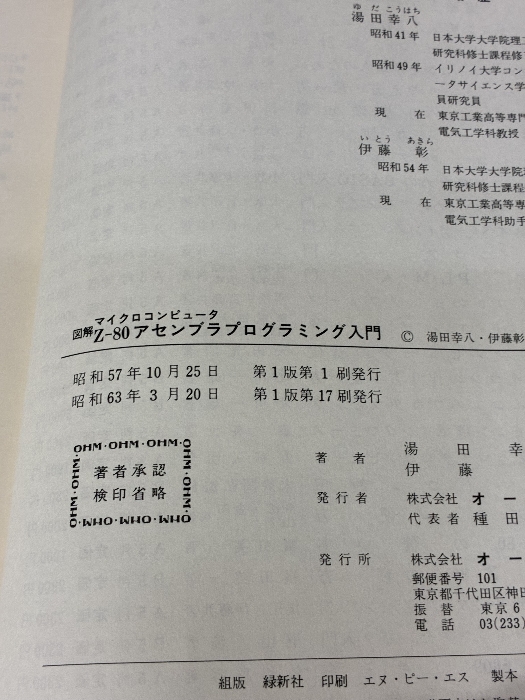 ゆだこうはち
湯田幸八
昭和41年 日本大学大学院理
研究科修士課程修
昭和49年 イリノイ大学コン
ータサイエンス学
員研究員
現 在 東京工業高等専門
電気工学科教授
いとう あきら
伊藤 彰
昭和54年 日本大学大学院
研究科修士課程
現 在 東京工業高等専
電気工学科助手
マイクロコンピュータ
図解Z-80アセンブラプログラミング入門 © 湯田幸八・伊藤彰
昭和57年10月25日 第1版第1刷発行
昭和63年3月20日 第1版第17刷発行
OHM・OHM・OHM・OHM・OHM・OHM・OHM・OHM・OHM・OHM
著者承認
検印省略
著者 湯田幸
伊藤
発行者 株式会社 オー
代表者 種田
発行所 株式会社 オー
郵便番号 101
東京都千代田区神田
振替 東京6
電話 03(233)
組版 緑新社 印刷 エヌ・ピー・エス 製本